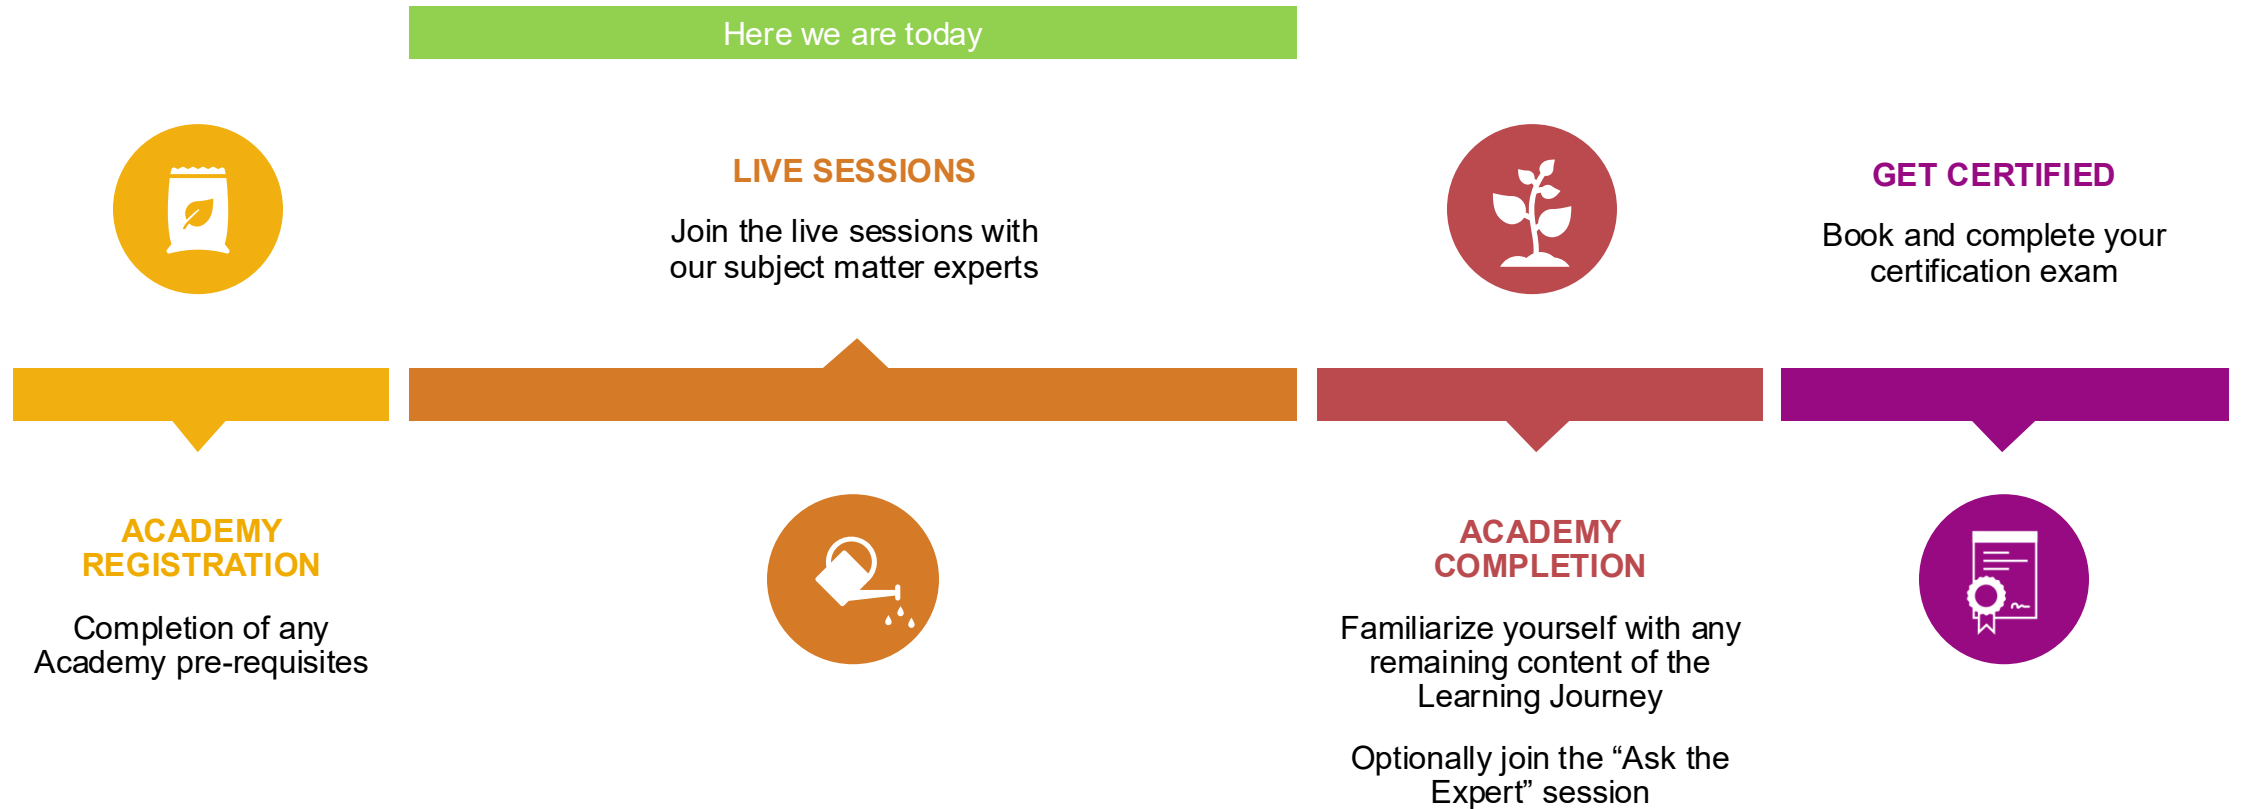 Here we are today
LIVE SESSIONS
Join the live sessions with
our subject matter experts
GET CERTIFIED
Book and complete your
certification exam
ACADEMY
REGISTRATION
Completion of any
Academy pre-requisites
ACADEMY
COMPLETION
Familiarize yourself with any
remaining content of the
Learning Journey
Optionally join the “Ask the
Expert” session